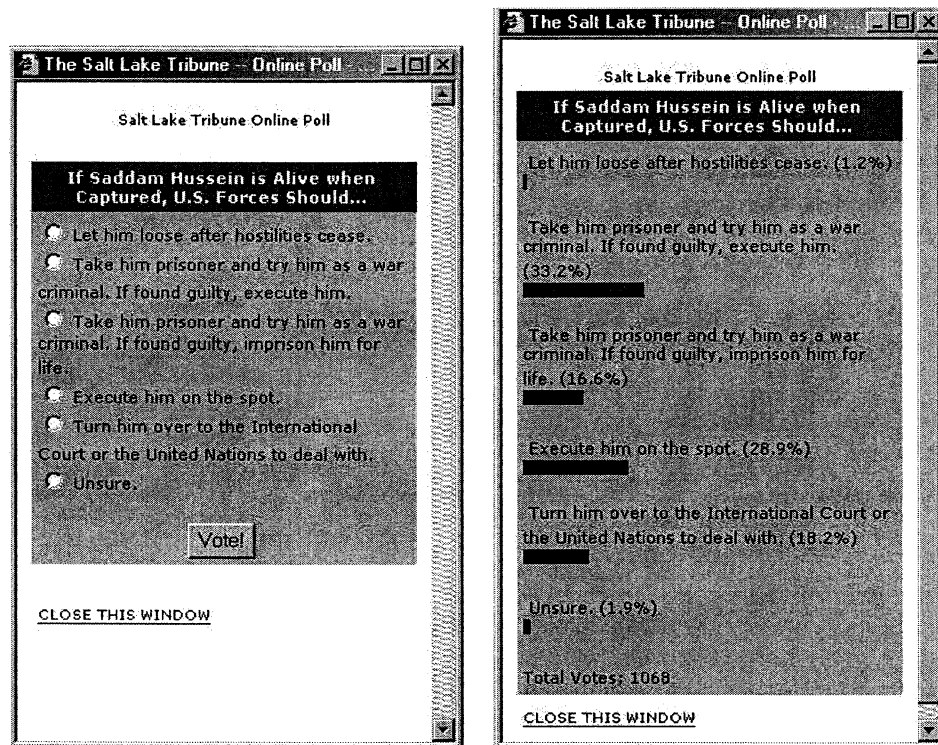 The Salt Lake Tribune -- Online Poll - ...
Salt Lake Tribune Online Poll
If Saddam Hussein is Alive when
Captured, U.S. Forces Should...
Let him loose after hostilities cease.
Take him prisoner and try him as a war
criminal. If found guilty, execute him.
Take him prisoner and try him as a war
criminal. If found guilty, imprison him for
life.
Execute him on the spot.
Turn him over to the International
Court or the United Nations to deal with.
Unsure.
Vote!
CLOSE THIS WINDOW
The Salt Lake Tribune -- Online Poll - ...
Salt Lake Tribune Online Poll
If Saddam Hussein is Alive when
Captured, U.S. Forces Should...
Let him loose after hostilities cease. (1.2%)
Take him prisoner and try him as a war
criminal. If found guilty, execute him.
(33.2%)
Take him prisoner and try him as a war
criminal. If found guilty, imprison him for
life. (16.6%)
Execute him on the spot. (28.9%)
Turn him over to the International Court or
the United Nations to deal with. (18.2%)
Unsure. (1.9%)
Total Votes: 1068
CLOSE THIS WINDOW